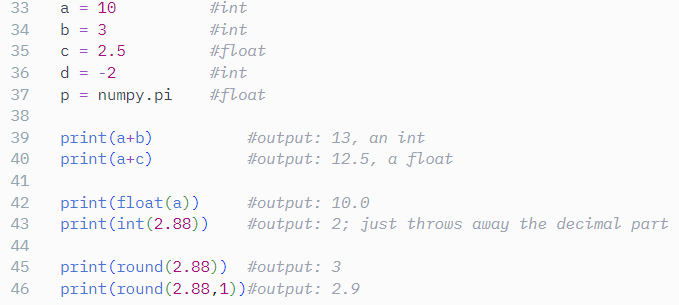 33 a = 10 #int
34 b = 3 #int
35 c = 2.5 #float
36 d = -2 #int
37 p = numpy.pi #float
38
39 print(a+b) #output: 13, an int
40 print(a+c) #output: 12.5, a float
41
42 print(float(a)) #output: 10.0
43 print(int(2.88)) #output: 2; just throws away the decimal part
44
45 print(round(2.88)) #output: 3
46 print(round(2.88,1))#output: 2.9